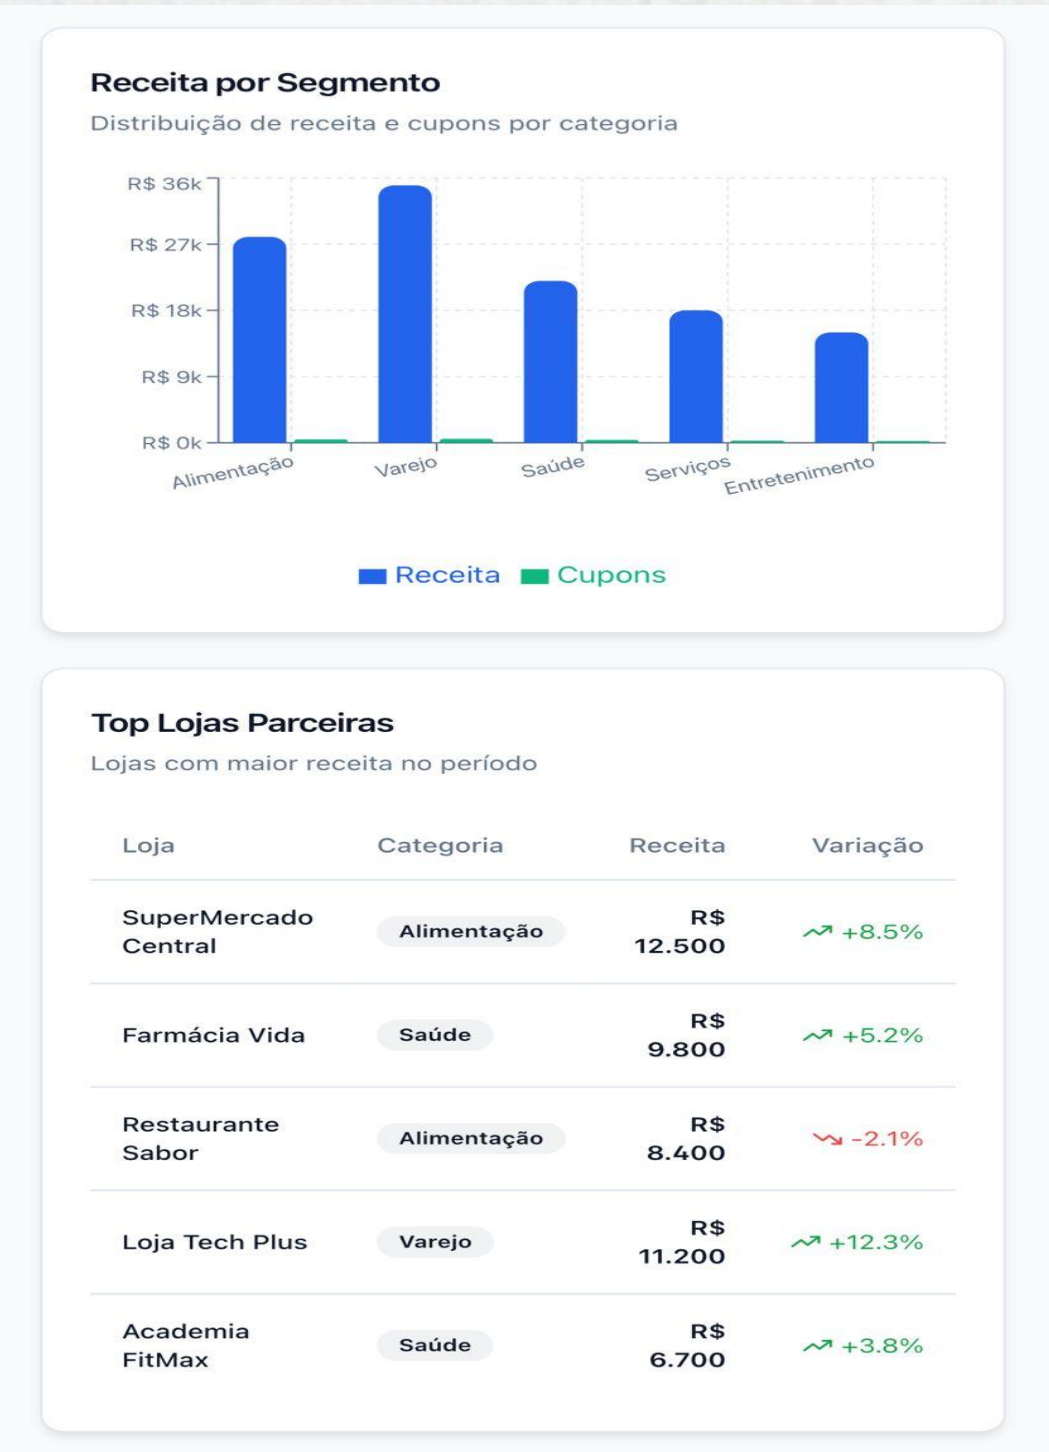 Receita por Segmento
Distribuição de receita e cupons por categoria
R$ 36k
R$ 27k
R$ 18k
R$ 9k
R$ 0k
Alimentação
Varejo
Saúde
Serviços
Entretenimento
Receita
Cupons
Top Lojas Parceiras
Lojas com maior receita no período
Loja Categoria Receita Variação
SuperMercado
Central
Alimentação
R$
12.500
+8.5%
Farmácia Vida
Saúde
R$
9.800
+5.2%
Restaurante
Sabor
Alimentação
R$
8.400
-2.1%
Loja Tech Plus
Varejo
R$
11.200
+12.3%
Academia
FitMax
Saúde
R$
6.700
+3.8%